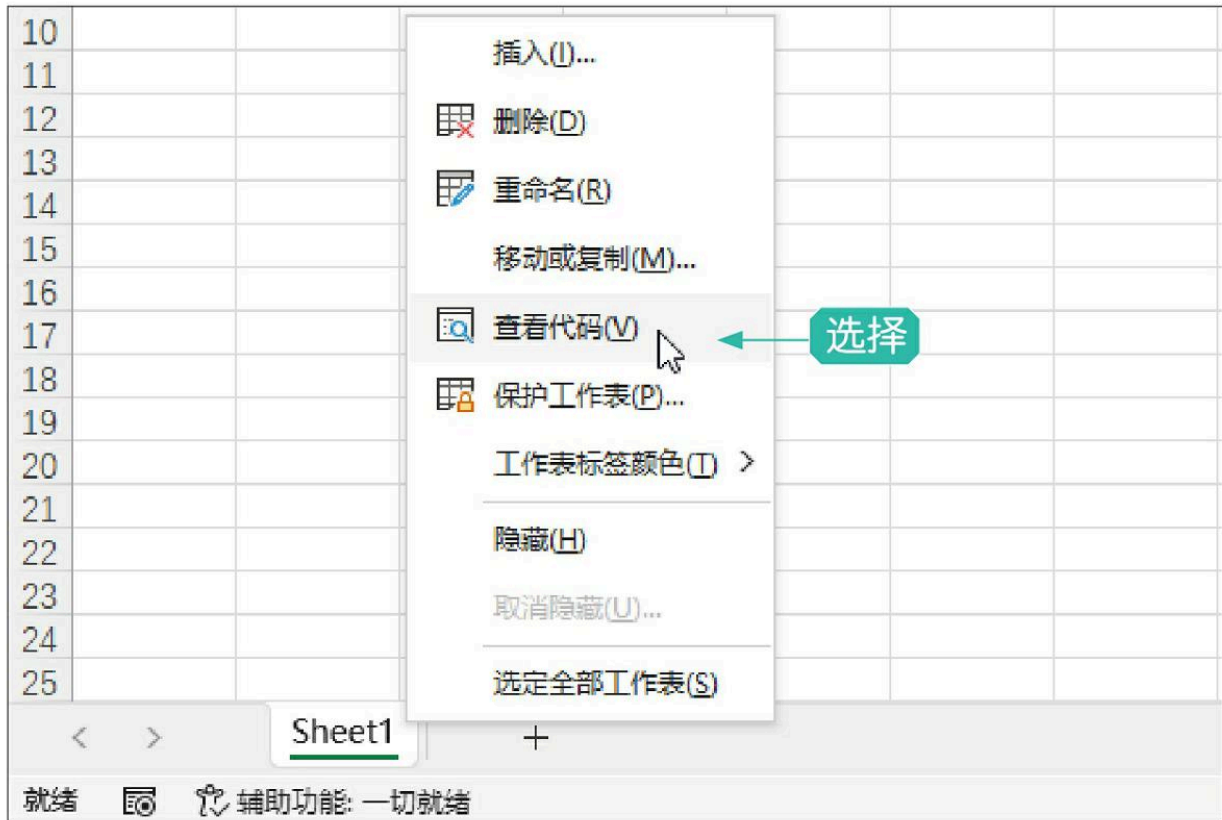 10
插入(I)...
11
12
删除(D)
13
重命名(R)
14
15
移动或复制(M)...
16
17
查看代码(V)
选择
18
保护工作表(P)...
19
20
工作表标签颜色(T) >
21
22
隐藏(H)
23
取消隐藏(U)...
24
25
选定全部工作表(S)
< > Sheet1 +
就绪 辅助功能: 一切就绪